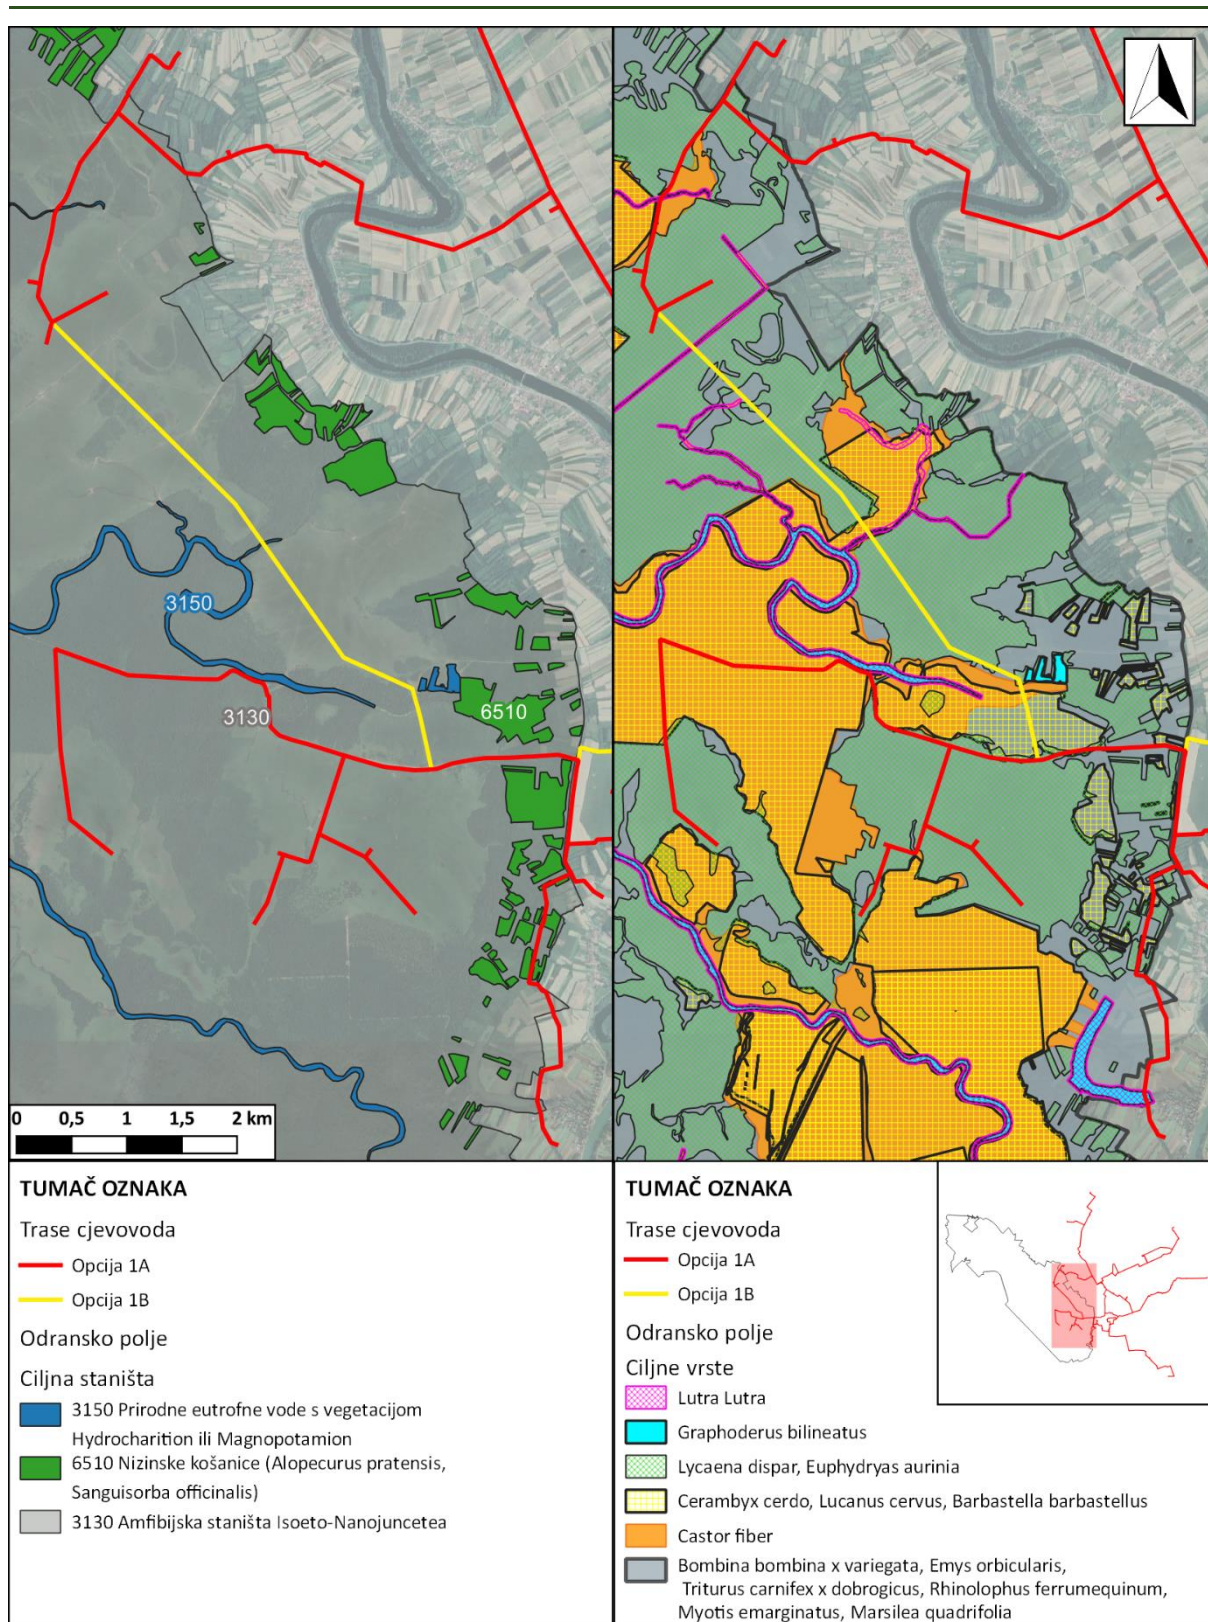 3150
3130
6510
0 0,5 1 1,5 2 km
TUMAČ OZNAKA
Trase cjevovoda
Opcija 1A
Opcija 1B
Odransko polje
Ciljna staništa
3150 Prirodne eutrofne vode s vegetacijom
Hydrocharition ili Magnopotamion
6510 Nizinske košanice (Alopecurus pratensis,
Sanguisorba officinalis)
3130 Amfibijska staništa Isoeto-Nanojuncetea
TUMAČ OZNAKA
Trase cjevovoda
Opcija 1A
Opcija 1B
Odransko polje
Ciljne vrste
Lutra Lutra
Graphoderus bilineatus
Lycaena dispar, Euphydryas aurinia
Cerambyx cerdo, Lucanus cervus, Barbastella barbastellus
Castor fiber
Bombina bombina x variegata, Emys orbicularis,
Triturus carnifex x dobrogicus, Rhinolophus ferrumequinum,
Myotis emarginatus, Marsilea quadrifolia